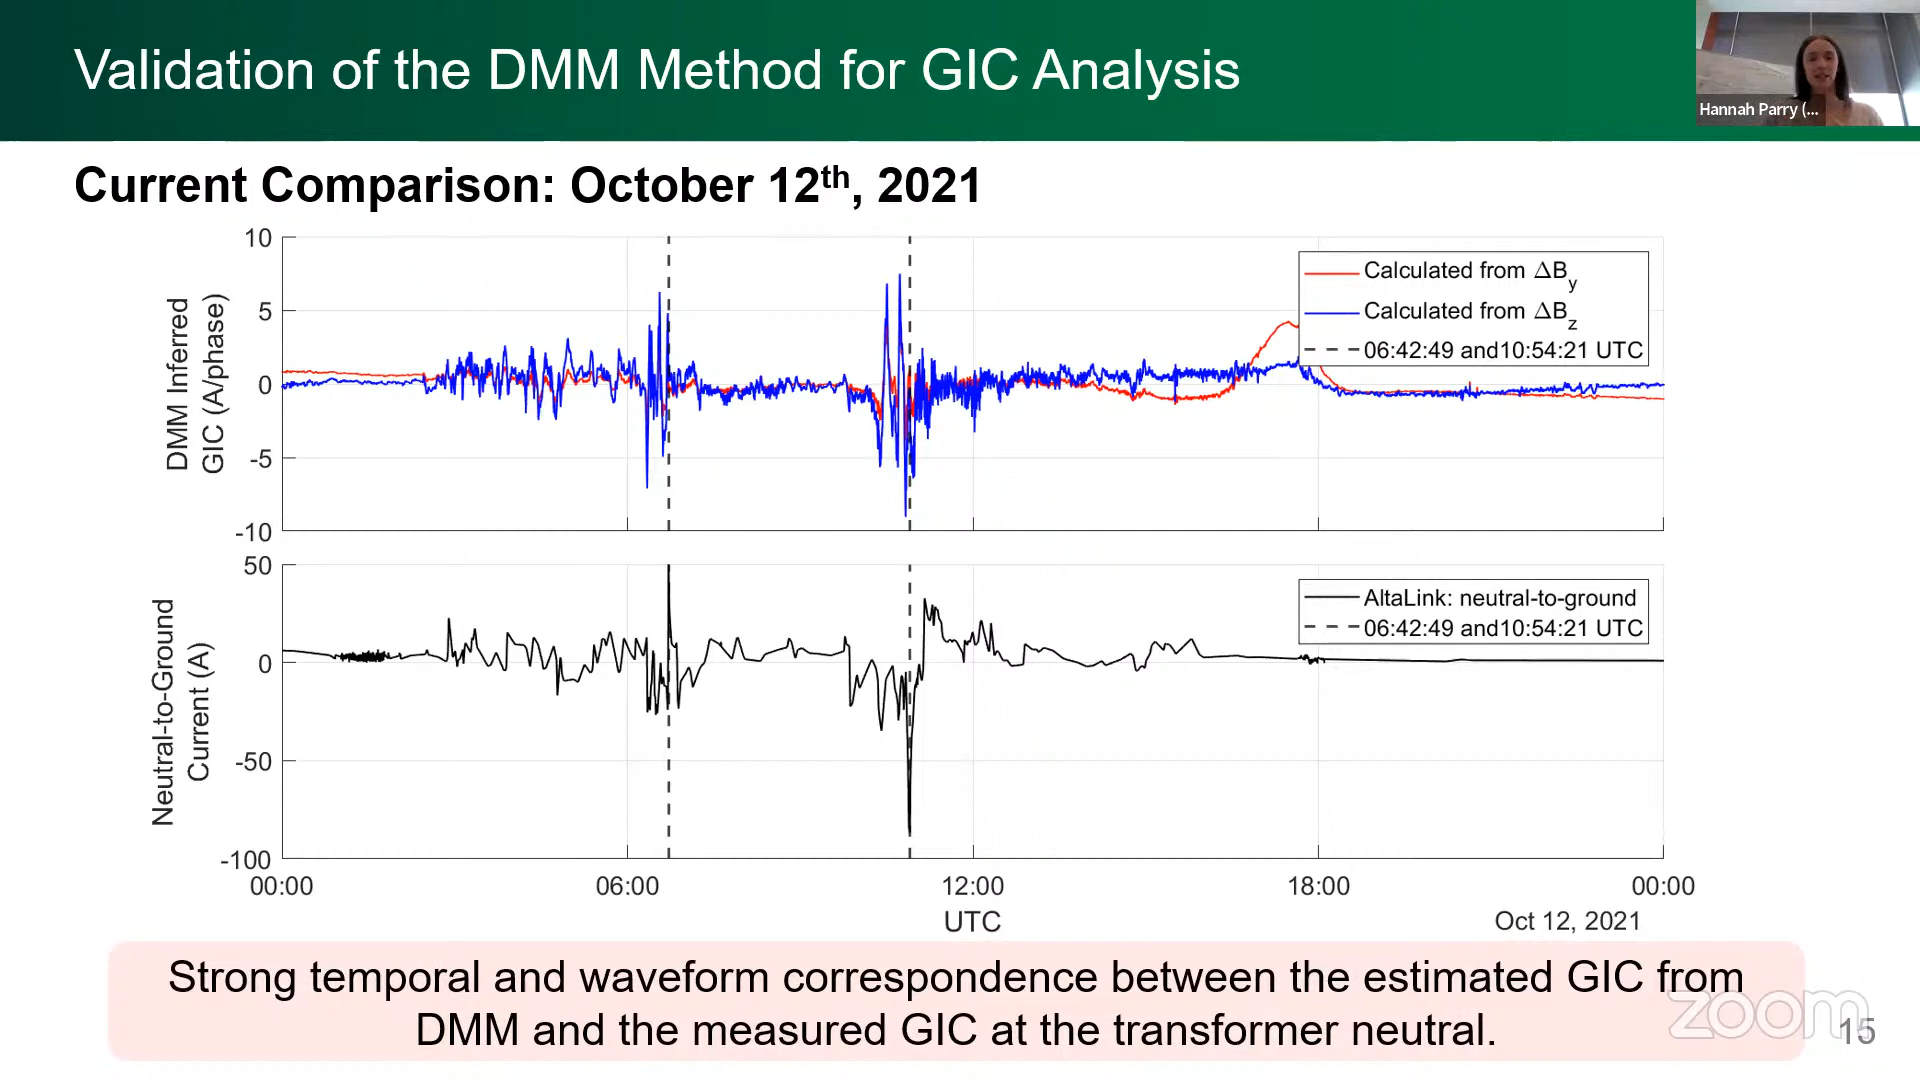 Validation of the DMM Method for GIC Analysis
Hannah Parry (...
Current Comparison: October 12th, 2021
10
5
0
-5
-10
DMM Inferred
GIC (A/phase)
Calculated from ΔBy
Calculated from ΔBz
06:42:49 and10:54:21 UTC
50
0
-50
-100
Neutral-to-Ground
Current (A)
AltaLink: neutral-to-ground
06:42:49 and10:54:21 UTC
00:00 06:00 12:00 18:00 00:00
UTC
Oct 12, 2021
Strong temporal and waveform correspondence between the estimated GIC from
DMM and the measured GIC at the transformer neutral.
zoom
15